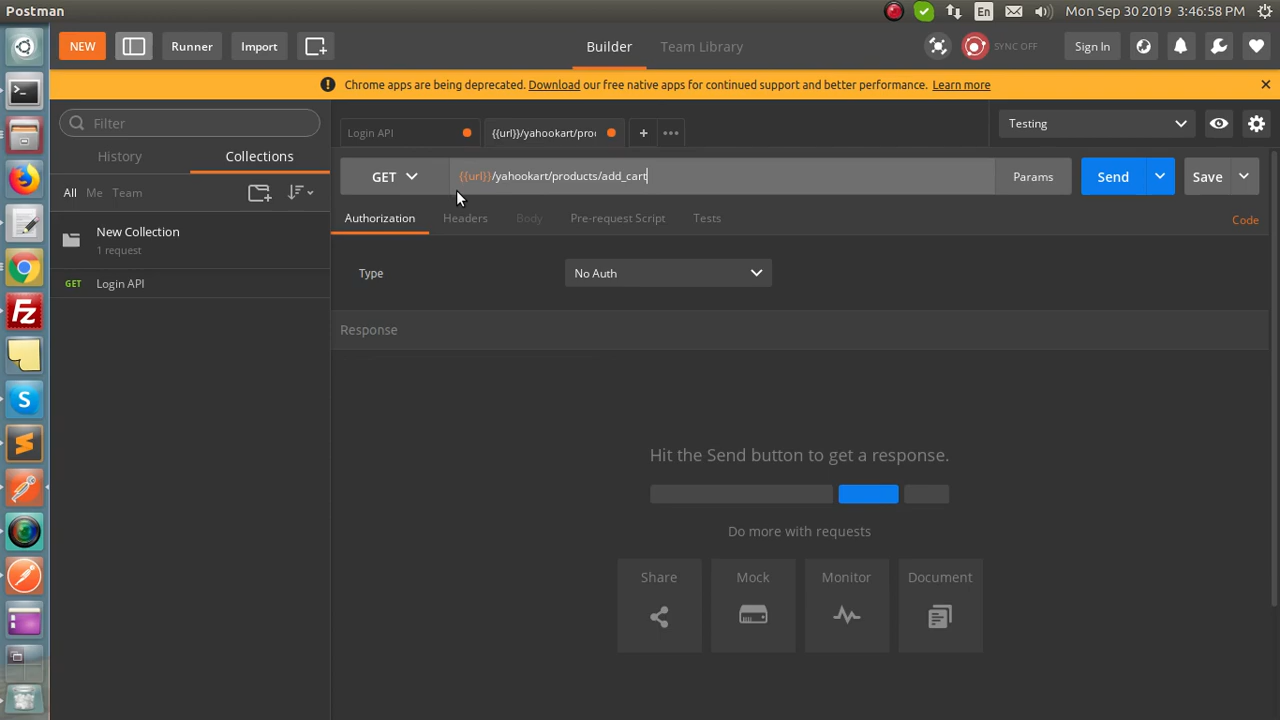 Postman
En
Mon Sep 30 2019 3:46:58 PM
NEW
Runner
Import
Builder
Team Library
SYNC OFF
Sign In
Chrome apps are being deprecated. Download our free native apps for continued support and better performance. Learn more
Filter
Login API
{{url}}/yahookart/pro
Testing
History
Collections
GET
{{url}}/yahookart/products/add_cart
Params
Send
Save
All
Me
Team
Authorization
Headers
Body
Pre-request Script
Tests
Code
New Collection
1 request
Type
No Auth
GET
Login API
Response
Hit the Send button to get a response.
Do more with requests
Share
Mock
Monitor
Document